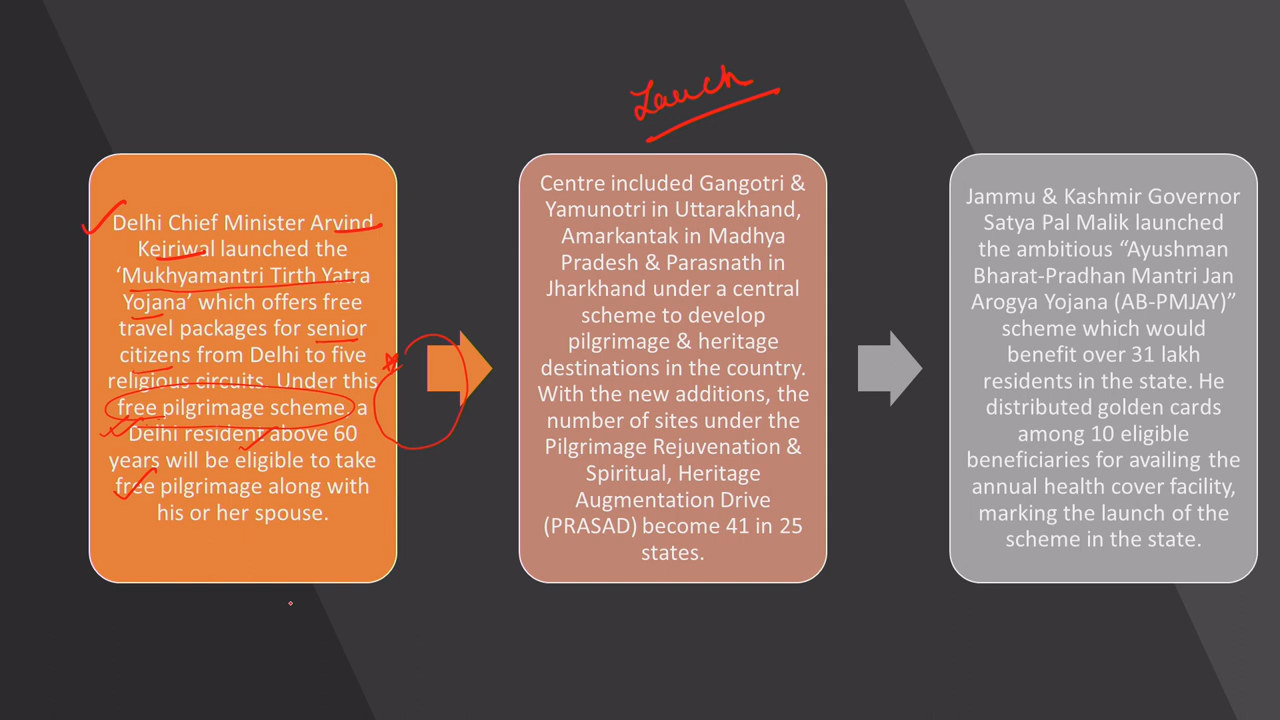 Lauch
Delhi Chief Minister Arvind
Kejriwal launched the
‘Mukhyamantri Tirth Yatra
Yojana’ which offers free
travel packages for senior
citizens from Delhi to five
religious circuits. Under this
free pilgrimage scheme, a
Delhi resident above 60
years will be eligible to take
free pilgrimage along with
his or her spouse.
Centre included Gangotri &
Yamunotri in Uttarakhand,
Amarkantak in Madhya
Pradesh & Parasnath in
Jharkhand under a central
scheme to develop
pilgrimage & heritage
destinations in the country.
With the new additions, the
number of sites under the
Pilgrimage Rejuvenation &
Spiritual, Heritage
Augmentation Drive
(PRASAD) become 41 in 25
states.
Jammu & Kashmir Governor
Satya Pal Malik launched
the ambitious “Ayushman
Bharat-Pradhan Mantri Jan
Arogya Yojana (AB-PMJAY)”
scheme which would
benefit over 31 lakh
residents in the state. He
distributed golden cards
among 10 eligible
beneficiaries for availing the
annual health cover facility,
marking the launch of the
scheme in the state.